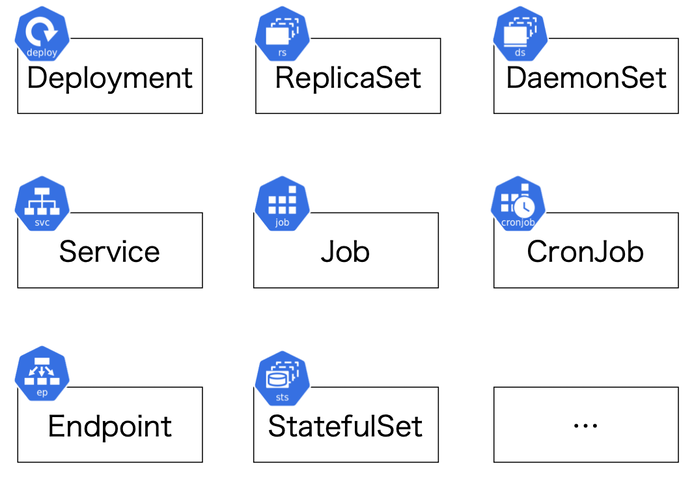 deploy
Deployment
rs
ReplicaSet
ds
DaemonSet
svc
Service
job
Job
cronjob
CronJob
ep
Endpoint
sts
StatefulSet
…